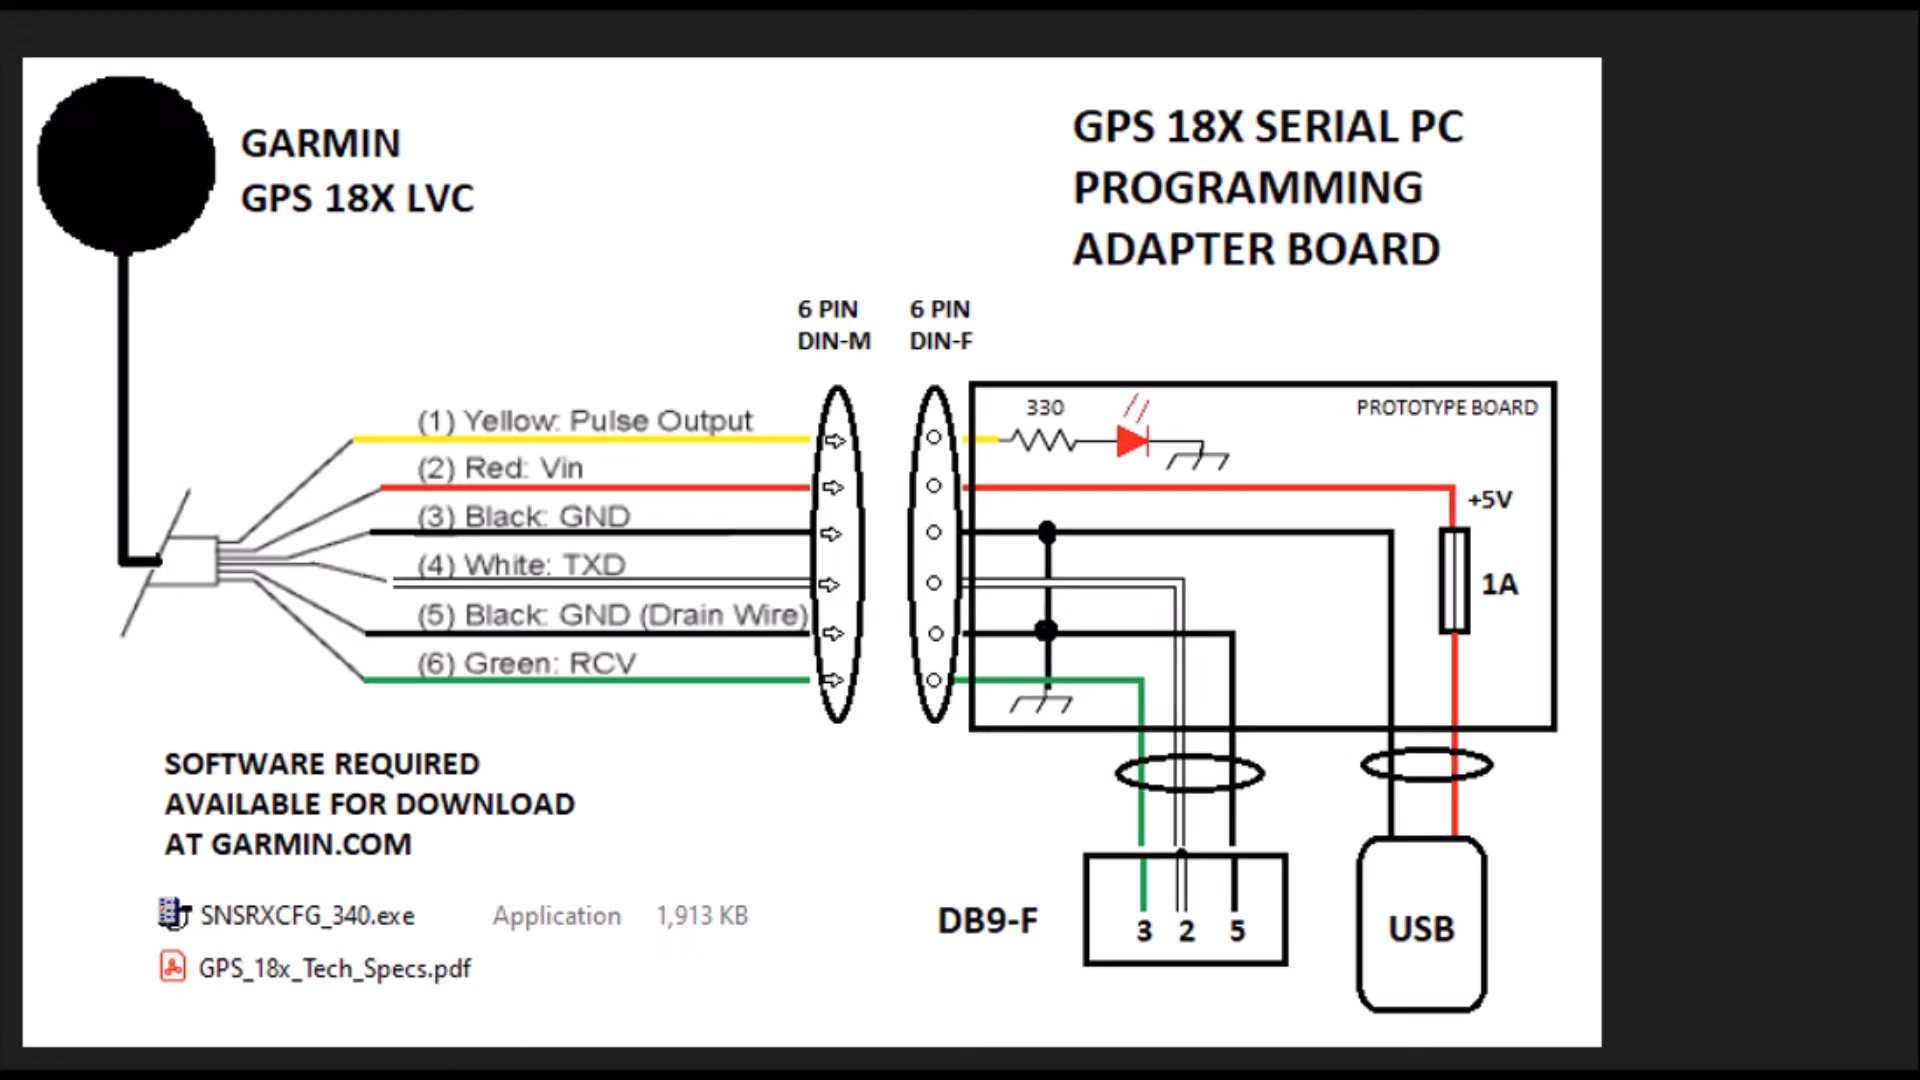 GARMIN
GPS 18X LVC
GPS 18X SERIAL PC
PROGRAMMING
ADAPTER BOARD
6 PIN
DIN-M
6 PIN
DIN-F
(1) Yellow: Pulse Output
(2) Red: Vin
(3) Black: GND
(4) White: TXD
(5) Black: GND (Drain Wire)
(6) Green: RCV
330
PROTOTYPE BOARD
+5V
1A
SOFTWARE REQUIRED
AVAILABLE FOR DOWNLOAD
AT GARMIN.COM
SNSRXCFG_340.exe Application 1,913 KB
GPS_18x_Tech_Specs.pdf
DB9-F
3 2 5
USB